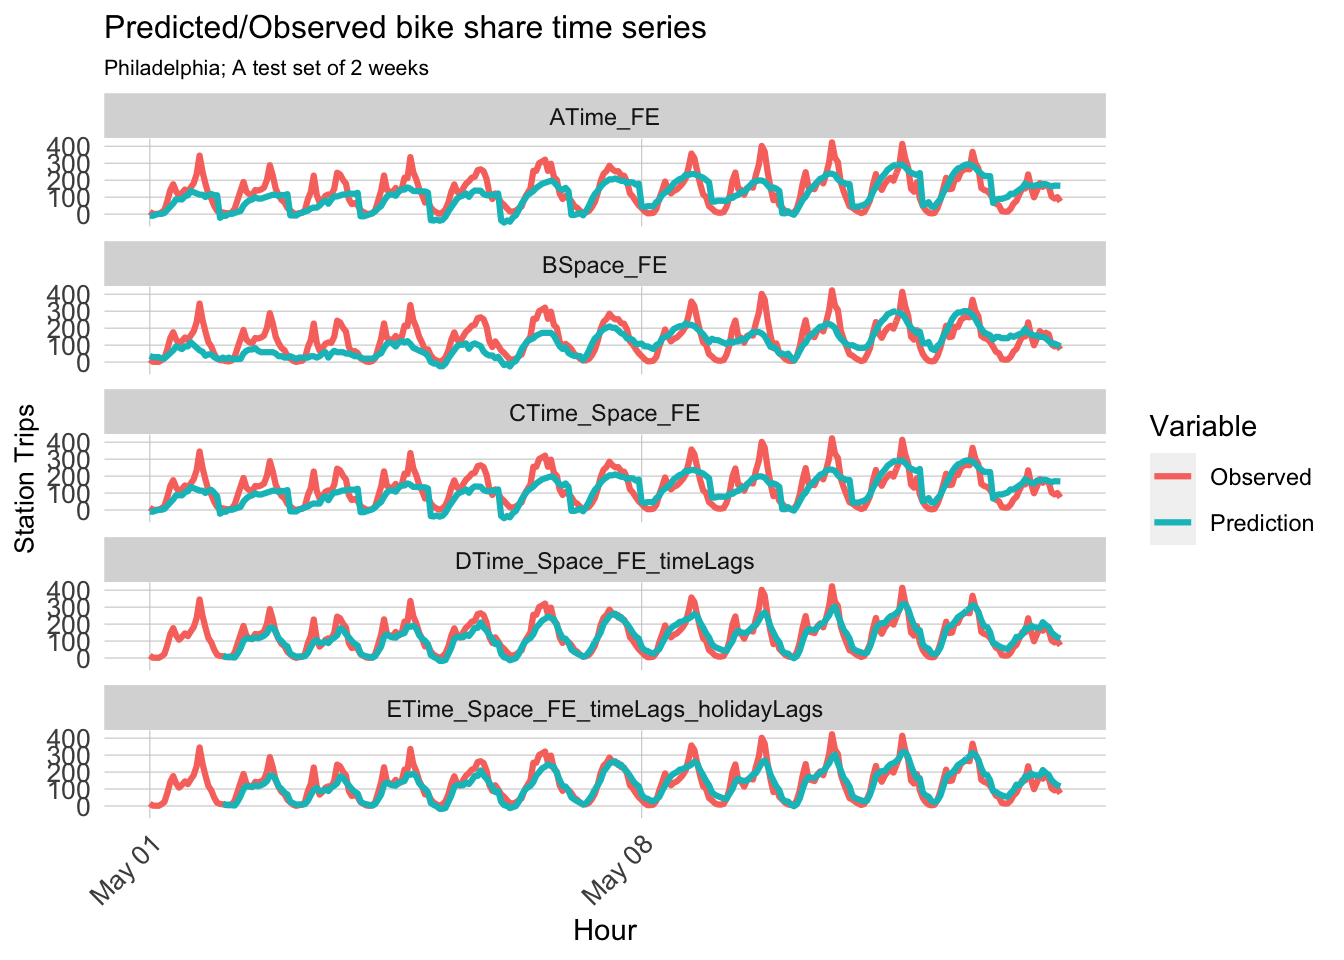 Predicted/Observed bike share time series
Philadelphia; A test set of 2 weeks
ATime_FE
400
300
200
100
0
BSpace_FE
400
300
200
100
0
CTime_Space_FE
400
300
200
100
0
DTime_Space_FE_timeLags
400
300
200
100
0
ETime_Space_FE_timeLags_holidayLags
400
300
200
100
0
Station Trips
May 01
May 08
Hour
Variable
Observed
Prediction